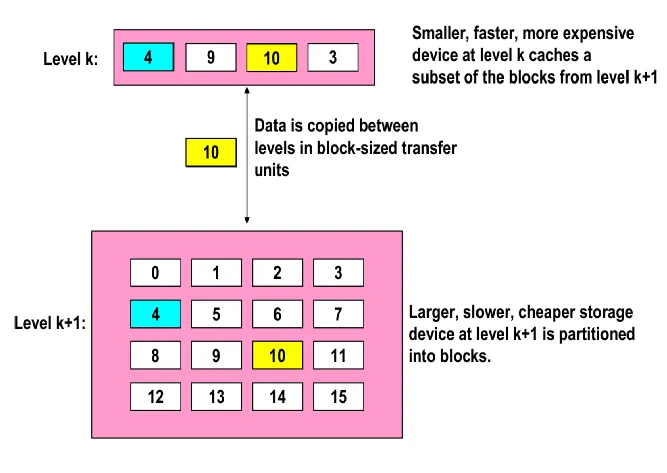 Smaller, faster, more expensive
device at level k caches a
subset of the blocks from level k+1
Level k:
4 9 10 3
Data is copied between
levels in block-sized transfer
units
10
Level k+1:
0 1 2 3
4 5 6 7
8 9 10 11
12 13 14 15
Larger, slower, cheaper storage
device at level k+1 is partitioned
into blocks.